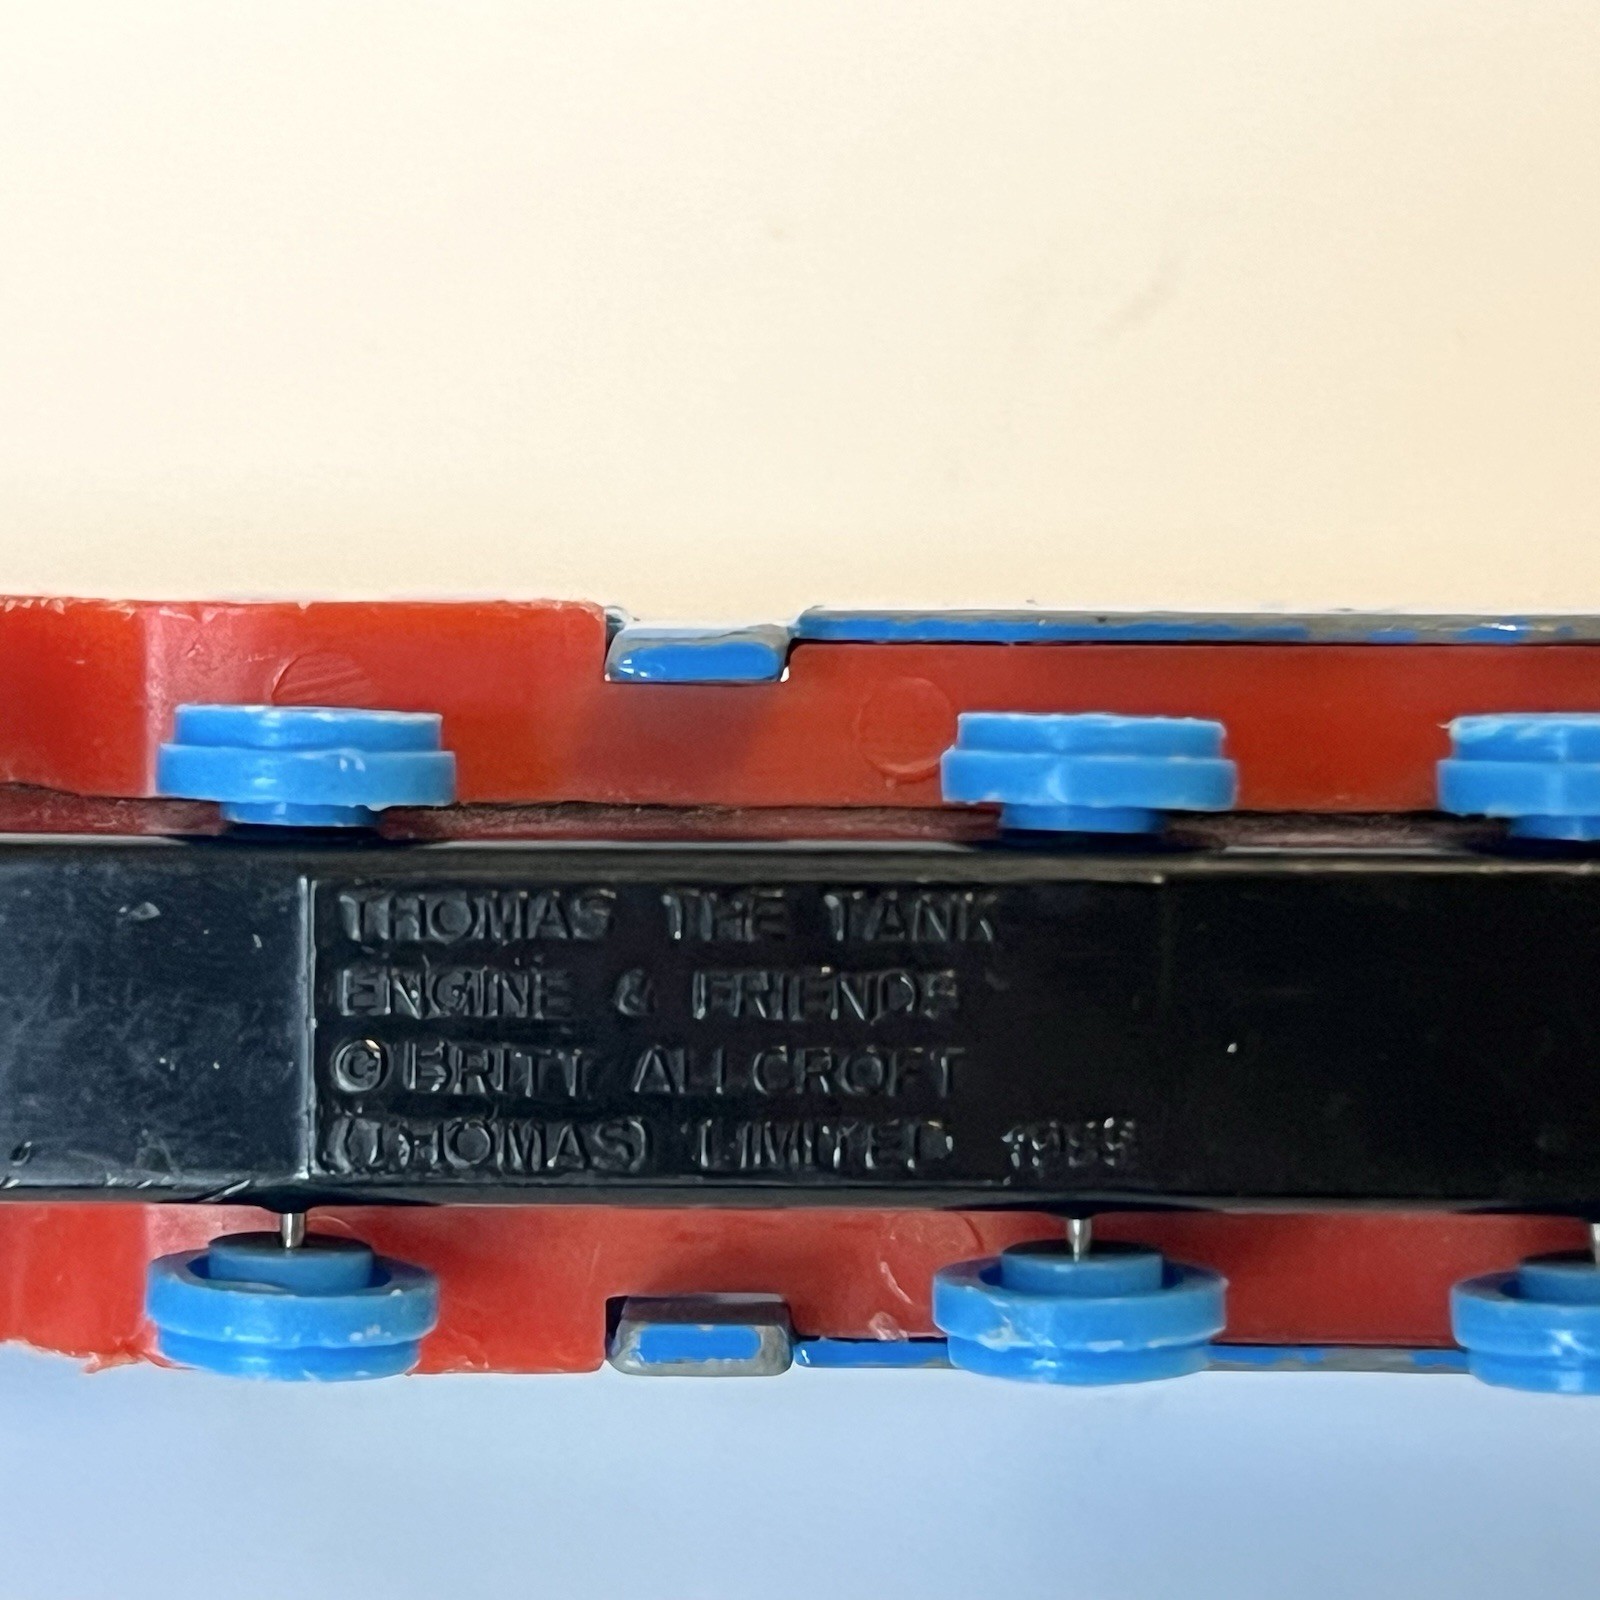 THOMAS THE TANK
ENGINE & FRIENDS
© BRITT ALLCROFT
(THOMAS) LIMITED